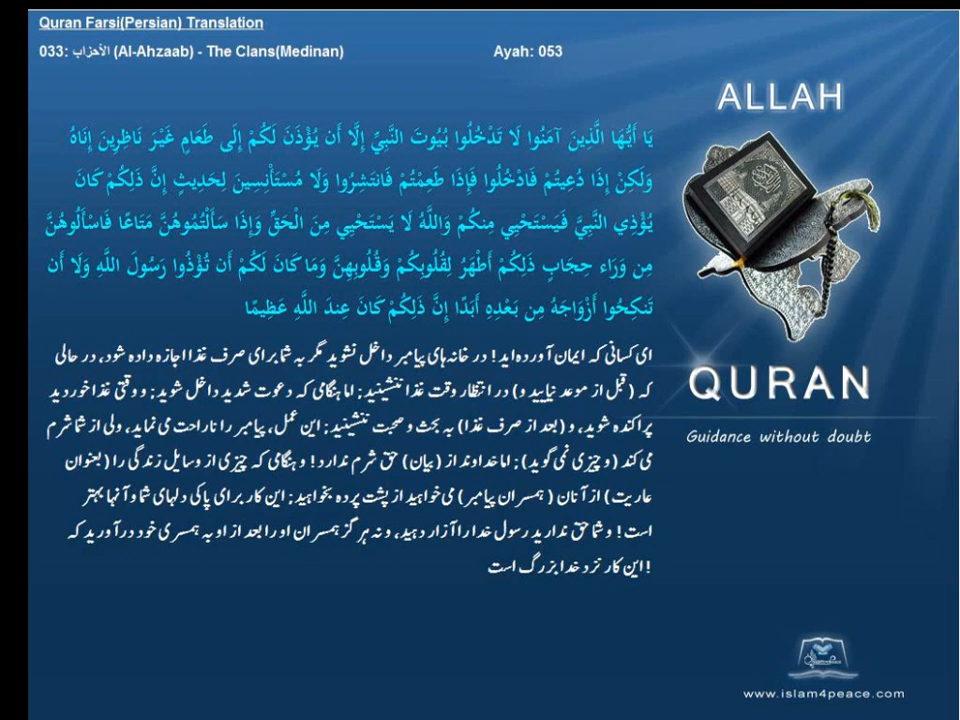 Quran Farsi(Persian) Translation
033: الأحزاب (Al-Ahzaab) - The Clans(Medinan) Ayah: 053
يَا أَيُّهَا الَّذِينَ آمَنُوا لَا تَدْخُلُوا بُيُوتَ النَّبِيِّ إِلَّا أَن يُؤْذَنَ لَكُمْ إِلَى طَعَامٍ غَيْرَ نَاظِرِينَ إِنَاهُ
وَلَكِنْ إِذَا دُعِيتُمْ فَادْخُلُوا فَإِذَا طَعِمْتُمْ فَانتَشِرُوا وَلَا مُسْتَأْنِسِينَ لِحَدِيثٍ إِنَّ ذَلِكُمْ كَانَ
يُؤْذِي النَّبِيَّ فَيَسْتَحْيِي مِنكُمْ وَاللَّهُ لَا يَسْتَحْيِي مِنَ الْحَقِّ وَإِذَا سَأَلْتُمُوهُنَّ مَتَاعًا فَاسْأَلُوهُنَّ
مِن وَرَاء حِجَابٍ ذَلِكُمْ أَطْهَرُ لِقُلُوبِكُمْ وَقُلُوبِهِنَّ وَمَا كَانَ لَكُمْ أَن تُؤْذُوا رَسُولَ اللَّهِ وَلَا أَن
تَنكِحُوا أَزْوَاجَهُ مِن بَعْدِهِ أَبَدًا إِنَّ ذَلِكُمْ كَانَ عِندَ اللَّهِ عَظِيمًا
ای کسانی که ایمان آورده‌اید! در خانه‌های پیامبر داخل نشوید مگر به شما برای صرف غذا اجازه داده شود، در حالی
که (قبل از موعد نیایید و) در انتظار وقت غذا ننشینید؛ اما هنگامی که دعوت شدید داخل شوید؛ و وقتی غذا خوردید
پراکنده شوید، و (بعد از صرف غذا) به بحث و صحبت ننشینید؛ این عمل، پیامبر را ناراحت می‌نماید، ولی از شما شرم
می‌کند (و چیزی نمی‌گوید)؛ اما خداوند از (بیان) حق شرم ندارد! و هنگامی که چیزی از وسایل زندگی را (بعنوان
عاریت) از آنان (همسران پیامبر) می‌خواهید از پشت پرده بخواهید؛ این کار برای پاکی دلهای شما و آنها بهتر
است! و شما حق ندارید رسول خدا را آزار دهید، و نه هرگز همسران او را بعد از او به همسری خود درآورید که
این کار نزد خدا بزرگ است!
ALLAH
QURAN
Guidance without doubt
www.islam4peace.com